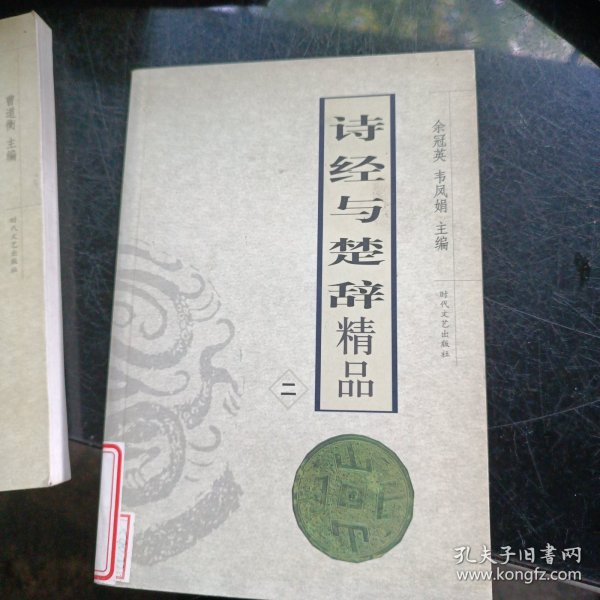 诗经与楚辞精品
二
余冠英 韦凤娟 主编
时代文艺出版社
曹道衡 主编
时代文艺出版社
孔夫子旧书网
www.kongfz.com